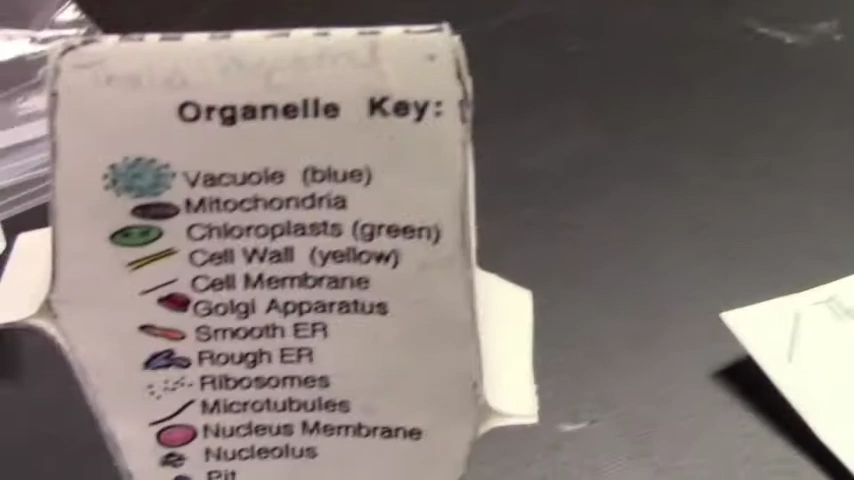 Organelle Key:
Vacuole (blue)
Mitochondria
Chloroplasts (green)
Cell Wall (yellow)
Cell Membrane
Golgi Apparatus
Smooth ER
Rough ER
Ribosomes
Microtubules
Nucleus Membrane
Nucleolus
Pit